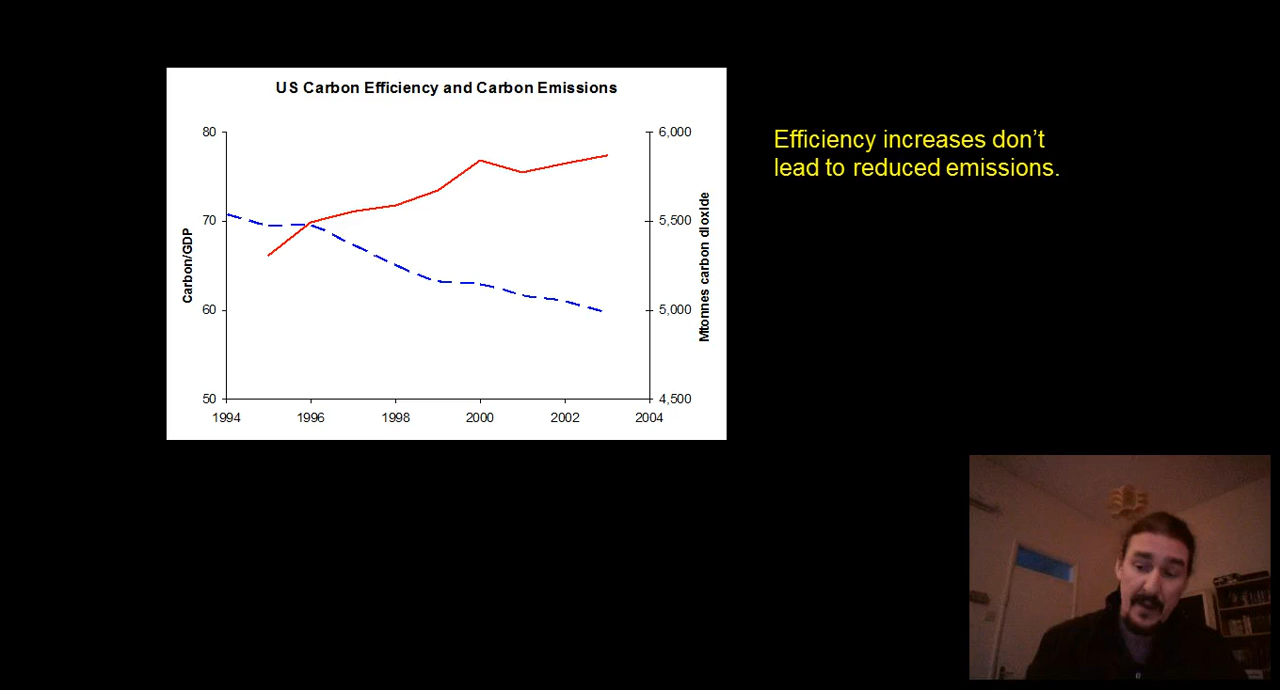 US Carbon Efficiency and Carbon Emissions
Efficiency increases don't
lead to reduced emissions.
80
70
60
50
Carbon/GDP
6,000
5,500
5,000
4,500
Mtonnes carbon dioxide
1994 1996 1998 2000 2002 2004